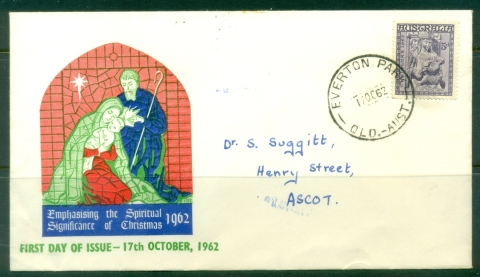 AUSTRALIA
EVERTON PARK
17OC62
QLD.-AUST.
Dr. S. Suggitt,
Henry Street,
ASCOT.
Emphasising the Spiritual
Significance of Christmas 1962
FIRST DAY OF ISSUE – 17th OCTOBER, 1962